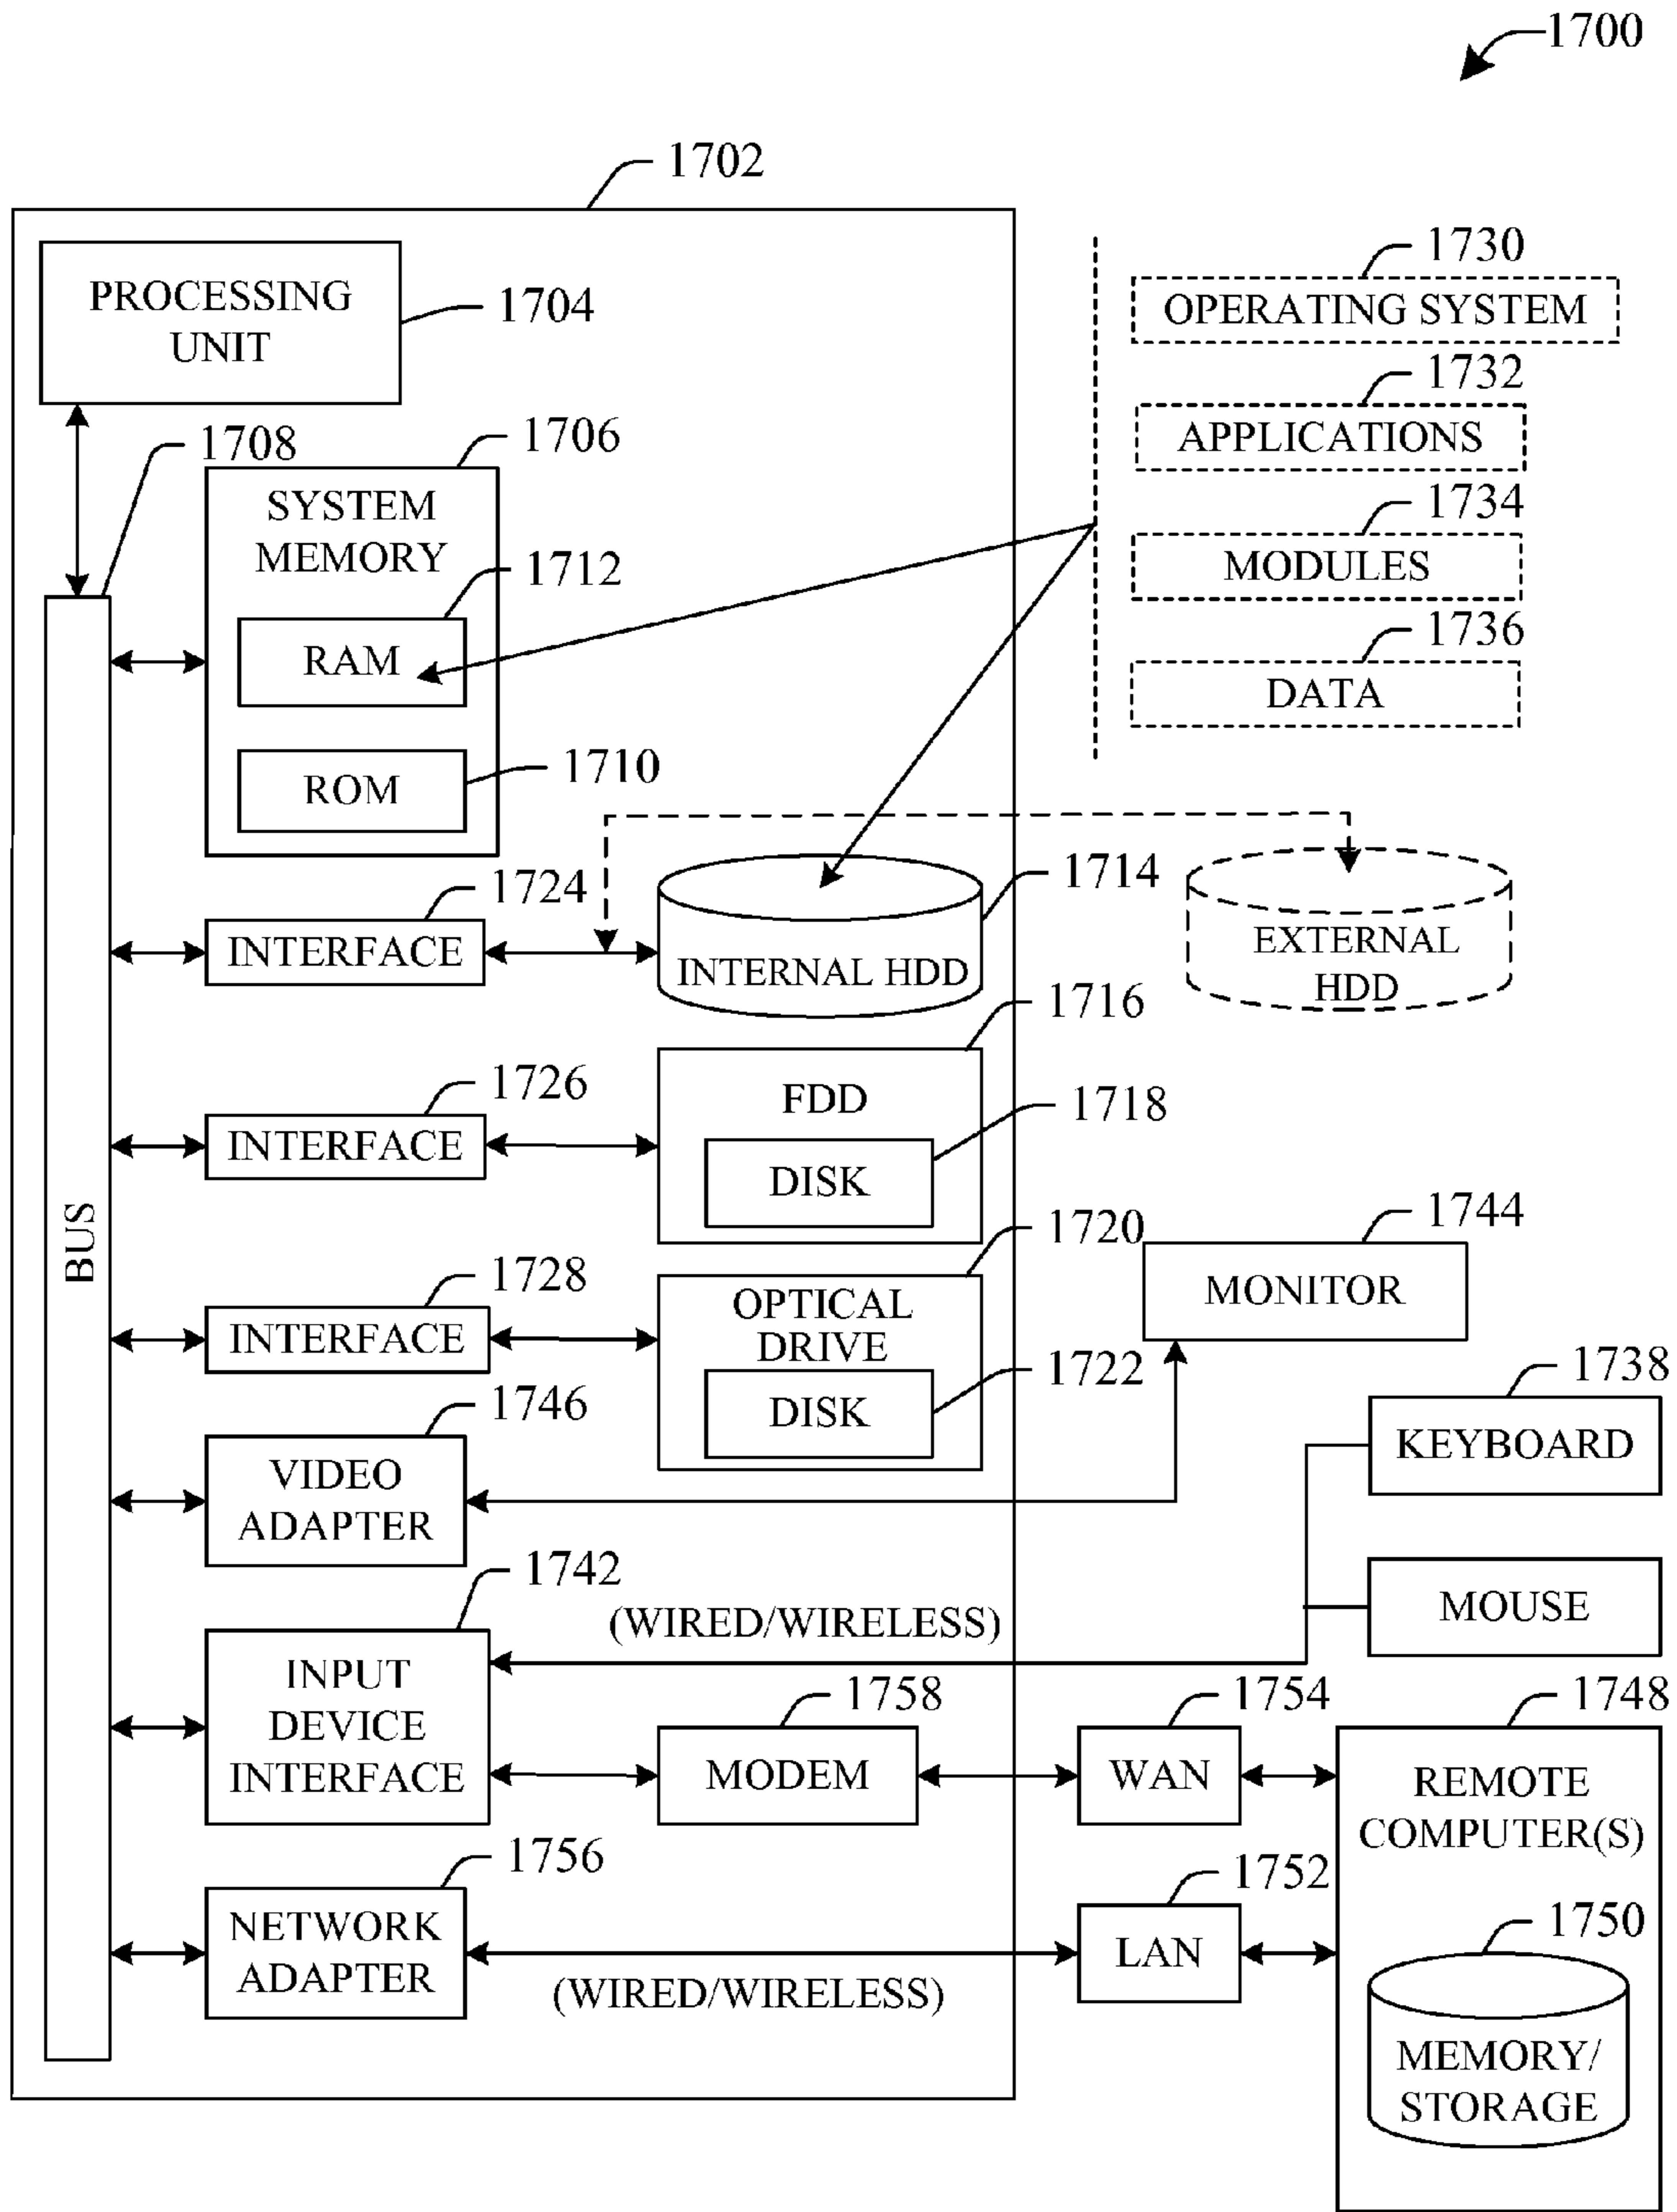 1700
1702
PROCESSING
UNIT
1704
1730
OPERATING SYSTEM
1732
APPLICATIONS
1734
MODULES
1736
DATA
1708
1706
SYSTEM
MEMORY
1712
RAM
ROM
1710
BUS
1724
INTERFACE
1714
INTERNAL HDD
EXTERNAL
HDD
1726
INTERFACE
1716
FDD
1718
DISK
1728
INTERFACE
1720
OPTICAL
DRIVE
1722
DISK
1744
MONITOR
1746
VIDEO
ADAPTER
1738
KEYBOARD
MOUSE
1742
(WIRED/WIRELESS)
INPUT
DEVICE
INTERFACE
1758
MODEM
1754
WAN
1748
REMOTE
COMPUTER(S)
1756
NETWORK
ADAPTER
(WIRED/WIRELESS)
1752
LAN
1750
MEMORY/
STORAGE